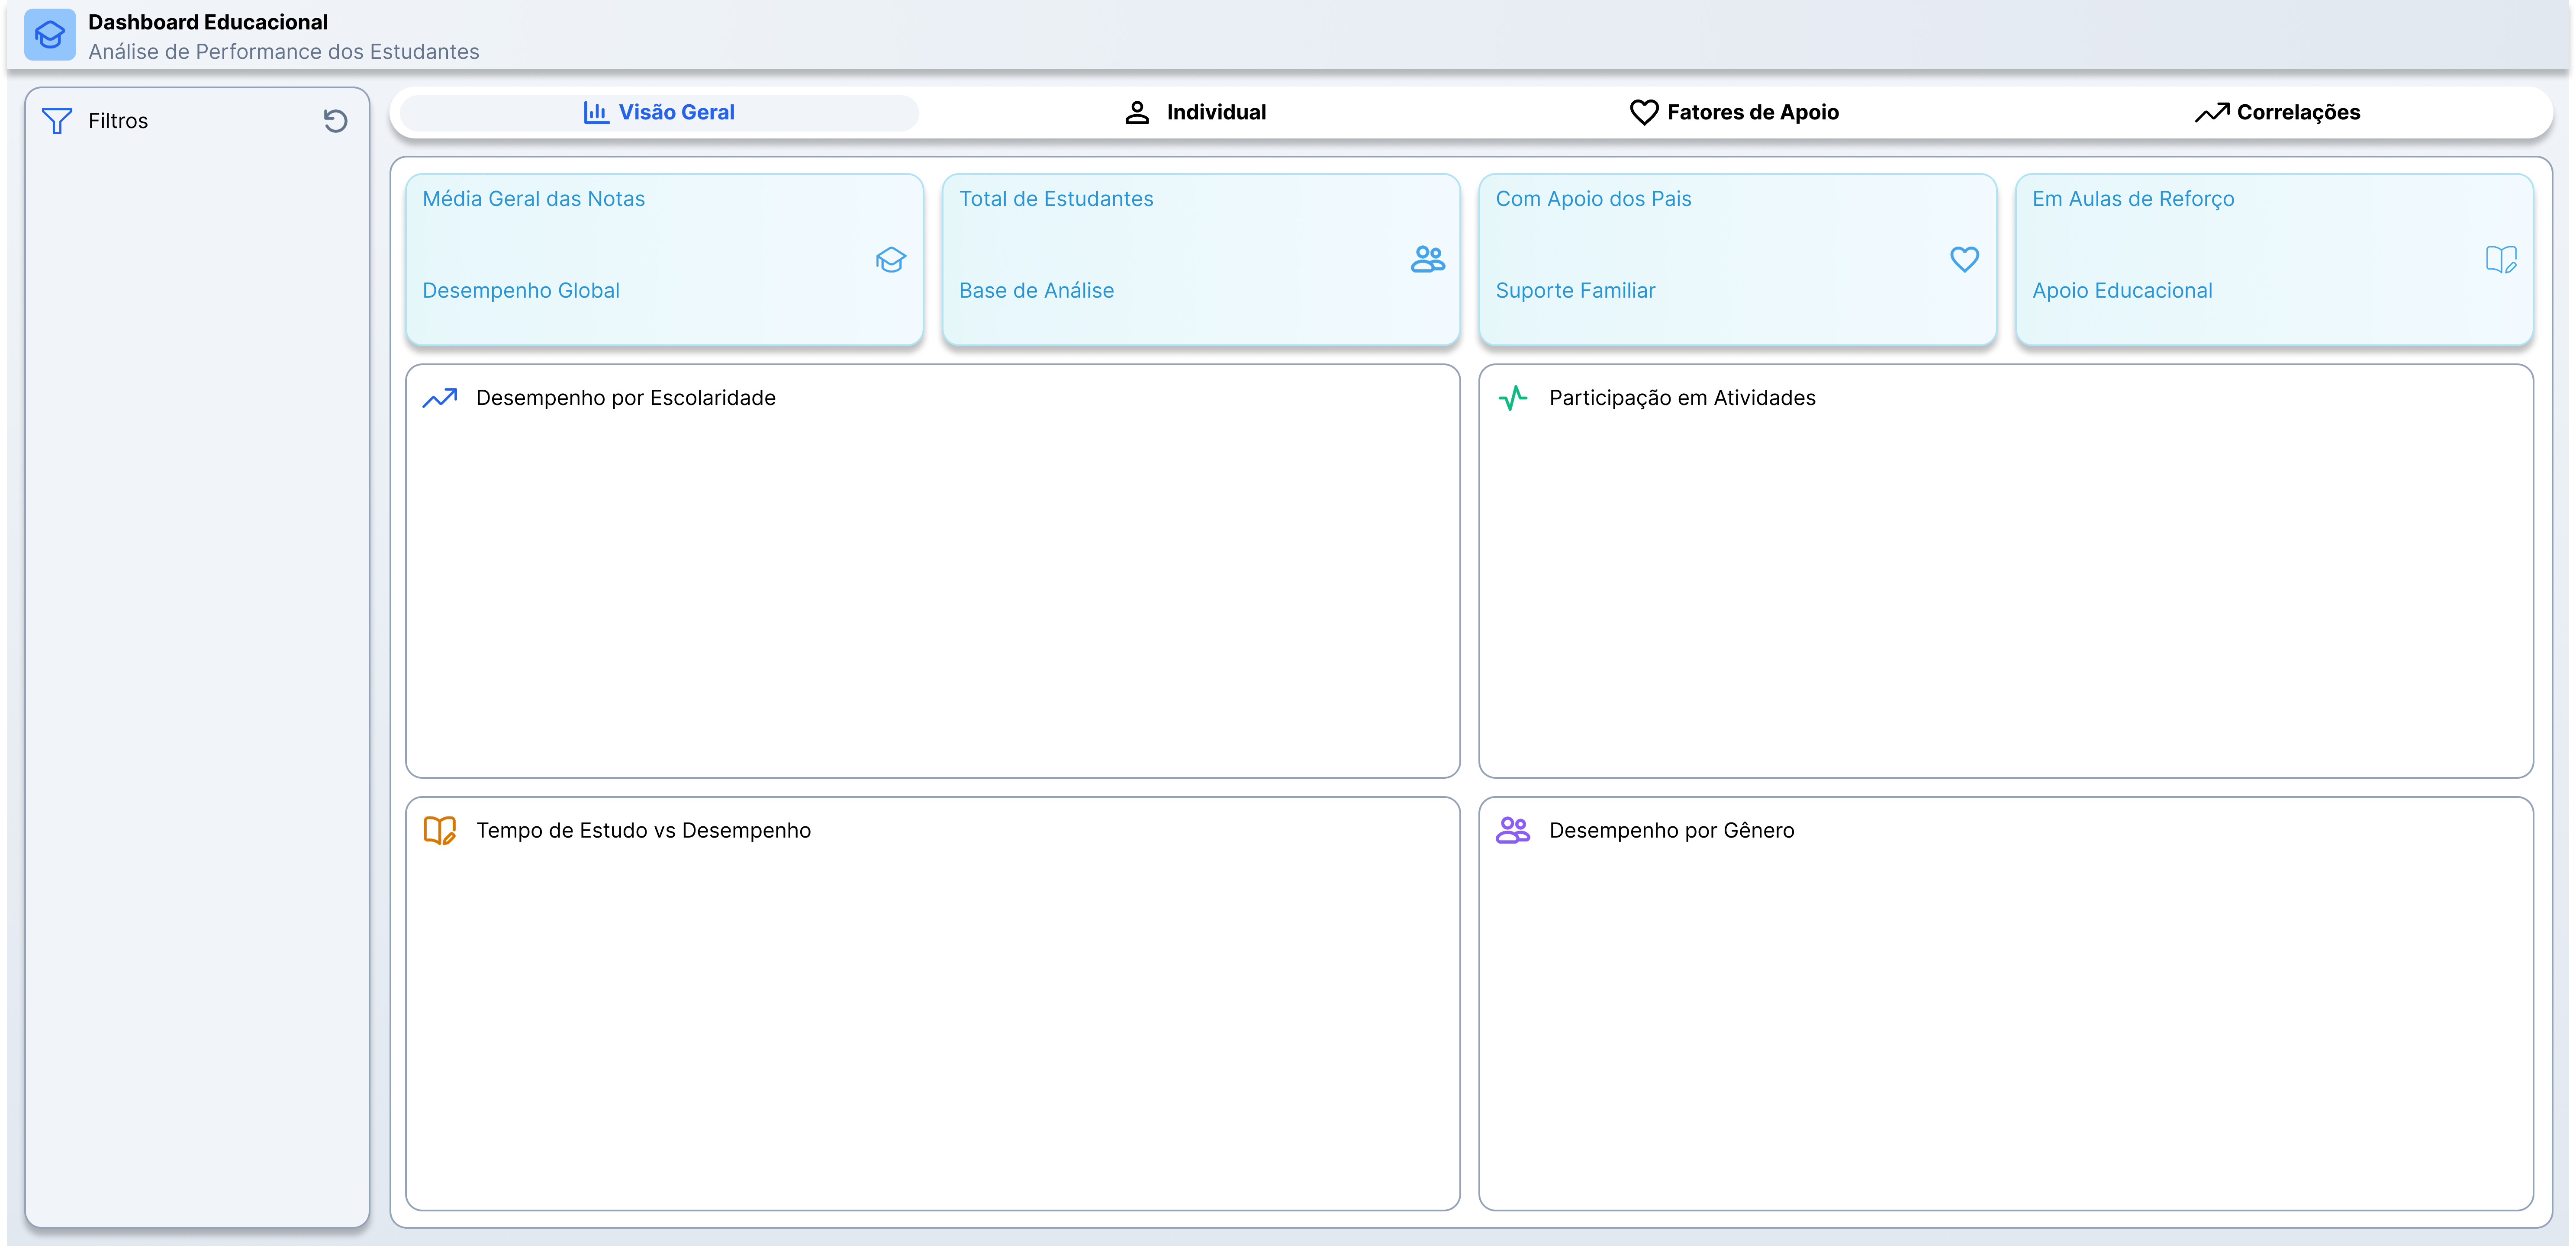 Dashboard Educacional
Análise de Performance dos Estudantes
Filtros
Visão Geral
Individual
Fatores de Apoio
Correlações
Média Geral das Notas
Desempenho Global
Total de Estudantes
Base de Análise
Com Apoio dos Pais
Suporte Familiar
Em Aulas de Reforço
Apoio Educacional
Desempenho por Escolaridade
Participação em Atividades
Tempo de Estudo vs Desempenho
Desempenho por Gênero